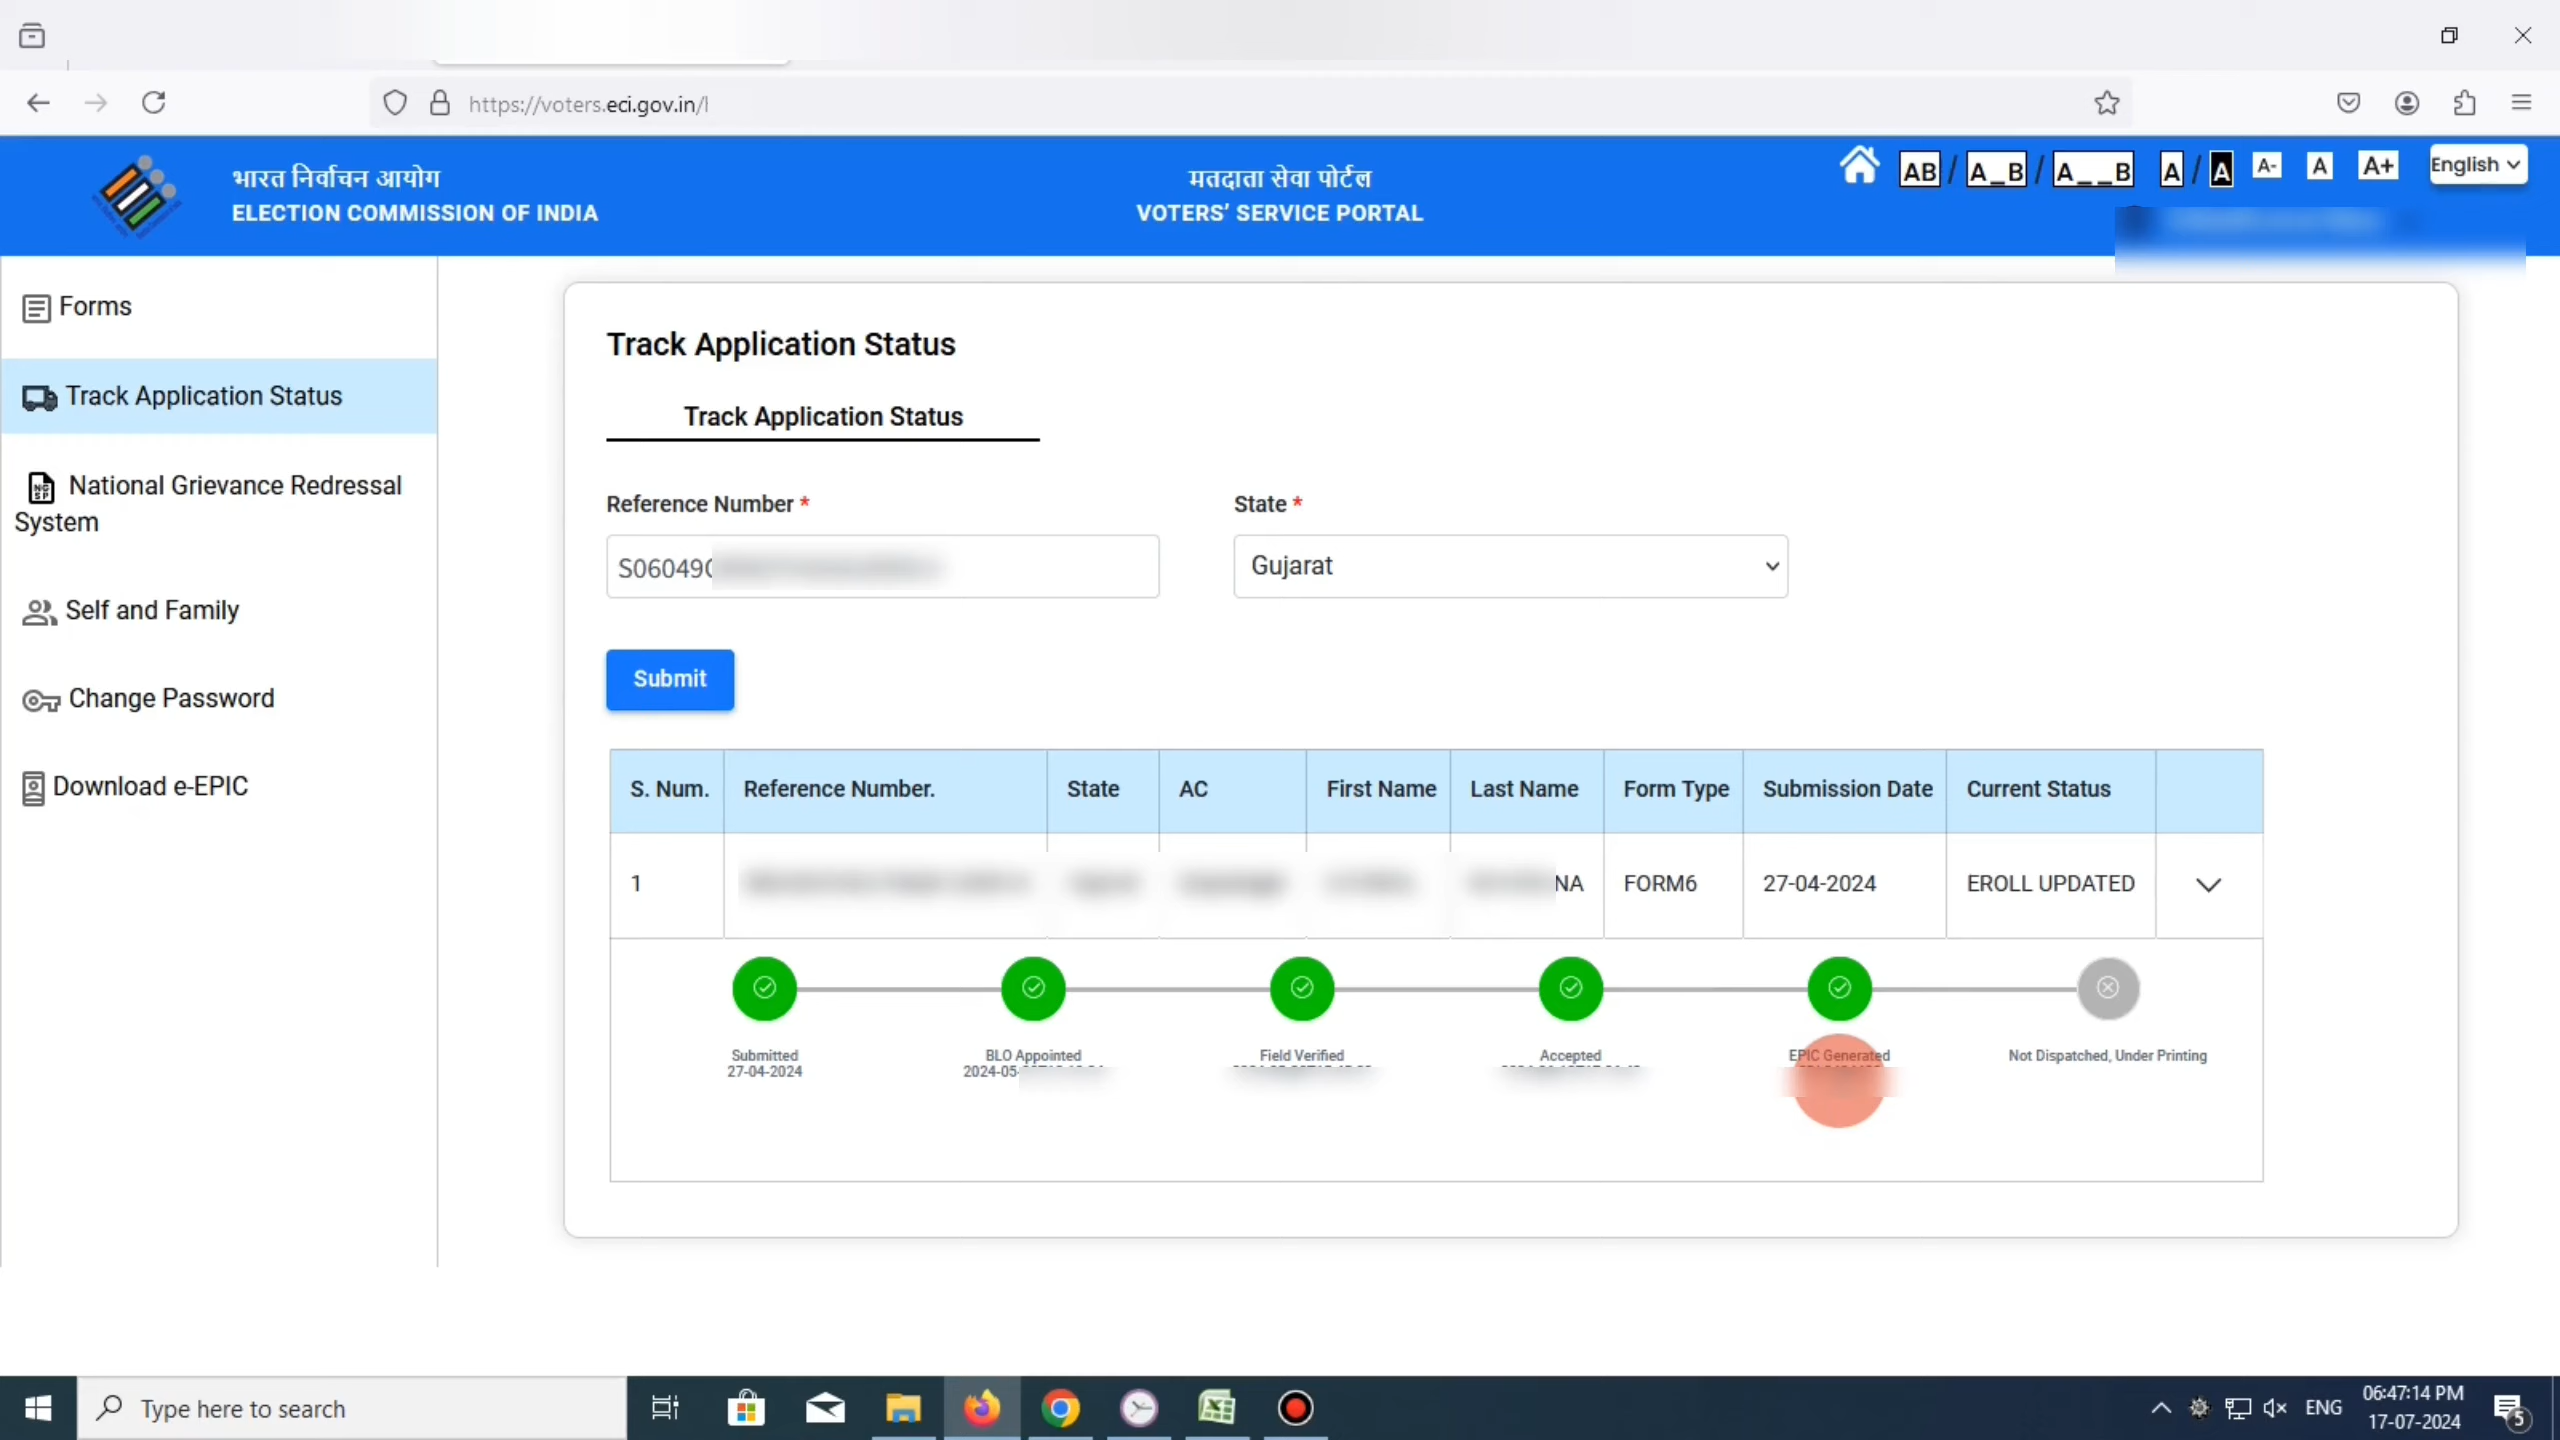 https://voters.eci.gov.in/l
भारत निर्वाचन आयोग
ELECTION COMMISSION OF INDIA
मतदाता सेवा पोर्टल
VOTERS' SERVICE PORTAL
AB / A_B / A__B A / A A- A A+ English
Forms
Track Application Status
National Grievance Redressal
System
Self and Family
Change Password
Download e-EPIC
Track Application Status
Track Application Status
Reference Number * State *
S06049 Gujarat
Submit
S. Num. Reference Number. State AC First Name Last Name Form Type Submission Date Current Status
1 NA FORM6 27-04-2024 EROLL UPDATED
Submitted BLO Appointed Field Verified Accepted EPIC Generated Not Dispatched, Under Printing
27-04-2024 2024-05-
Type here to search
ENG
06:47:14 PM
17-07-2024
5